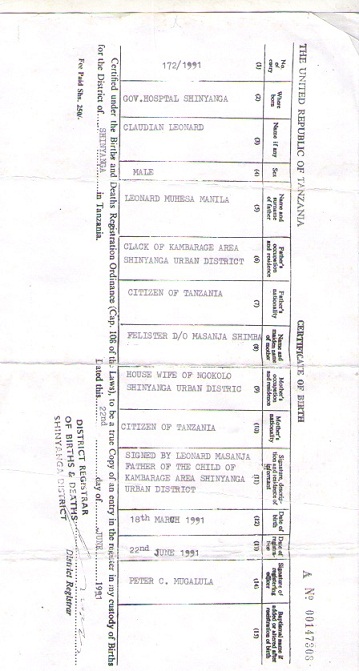 THE UNITED REPUBLIC OF TANZANIA
CERTIFICATE OF BIRTH
A Nº 00147808
No. of entry
(1)
172/1991
Where born
(2)
GOV.HOSPTAL SHINYANGA
Name if any
(3)
CLAUDIAN LEONARD
Sex
(4)
MALE
Name and surname of father
(5)
LEONARD MUHESA MANILA
Father's occupation and residence
(6)
CLACK OF KAMBARAGE AREA
SHINYANGA URBAN DISTRICT
Father's nationality
(7)
CITIZEN OF TANZANIA
Name and maiden name of mother
(8)
FELISTER D/O MASANJA SHIMBA
Mother's occupation and residence
(9)
HOUSE WIFE OF NGOKOLO
SHINYANGA URBAN DISTRIC
Mother's nationality
(10)
CITIZEN OF TANZANIA
Signature, description and residence of informant
(11)
SIGNED BY LEONARD MASANJA
FATHER OF THE CHILD OF
KAMBARAGE AREA SHINYANGA
URBAN DISTRICT
Date of birth
(12)
18th MARCH 1991
Date of registration
(13)
22nd JUNE 1991
Signature of registering officer
(14)
PETER C. MUGALULA
Baptismal name if added or altered after registration of birth
(15)
Certified under the Births and Deaths Registration Ordinance (Cap. 108 of the Laws), to be a true Copy of an entry in the register in my custody of Births
for the District of SHINYANGA in Tanzania.
Dated this 22nd day of JUNE 1991
Fee Paid Shs. 250/-
DISTRICT REGISTRAR
OF BIRTHS & DEATHS
SHINYANGA DISTRICT
District Registrar